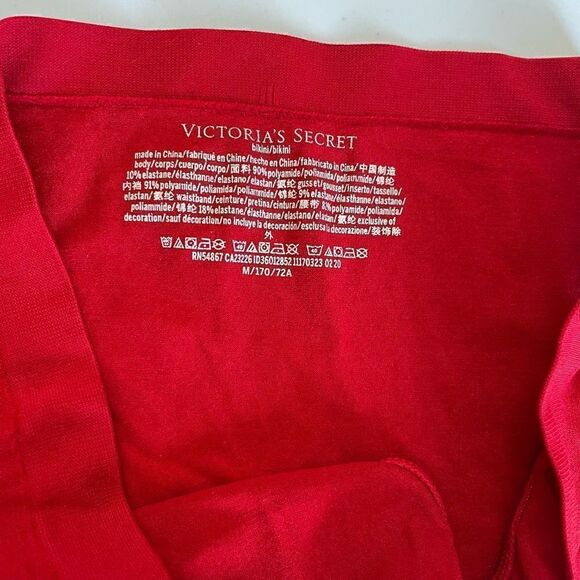 VICTORIA'S SECRET
bikini/bikini
made in China/fabriqué en Chine/hecho en China/fabbricato in Cina/中国制造
body/corps/cuerpo/corpo/面料 90% polyamide/poliamida/poliammide/锦纶
10% elastane/élasthanne/elastano/elastan/氨纶 gusset/gousset/inserto/tassello/
内裆 91% polyamide/poliamida/poliammide/锦纶 9% elastane/élasthanne/elastano/
elastan/氨纶 waistband/ceinture/pretina/cintura/腰带 8% polyamide/poliamida/
poliammide/锦纶 18% elastane/élasthanne/elastano/elastan/氨纶 exclusive of
decoration/sauf décoration/no incluye la decoración/esclusa la decorazione/装饰除
外
RN54867 CA23226 ID36012852 11170323 02 20
M/170/72A